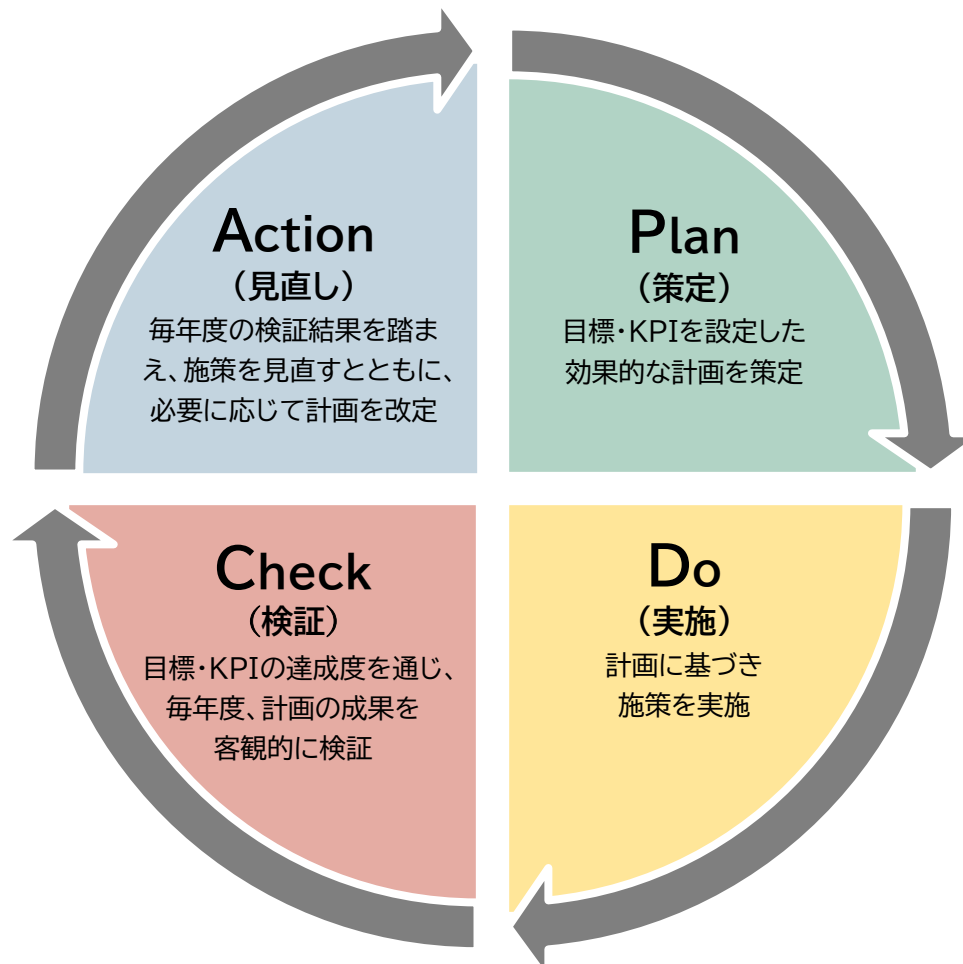 Action
（見直し）
毎年度の検証結果を踏ま
え、施策を見直すとともに、
必要に応じて計画を改定
Plan
（策定）
目標・KPIを設定した
効果的な計画を策定
Check
（検証）
目標・KPIの達成度を通じ、
毎年度、計画の成果を
客観的に検証
Do
（実施）
計画に基づき
施策を実施